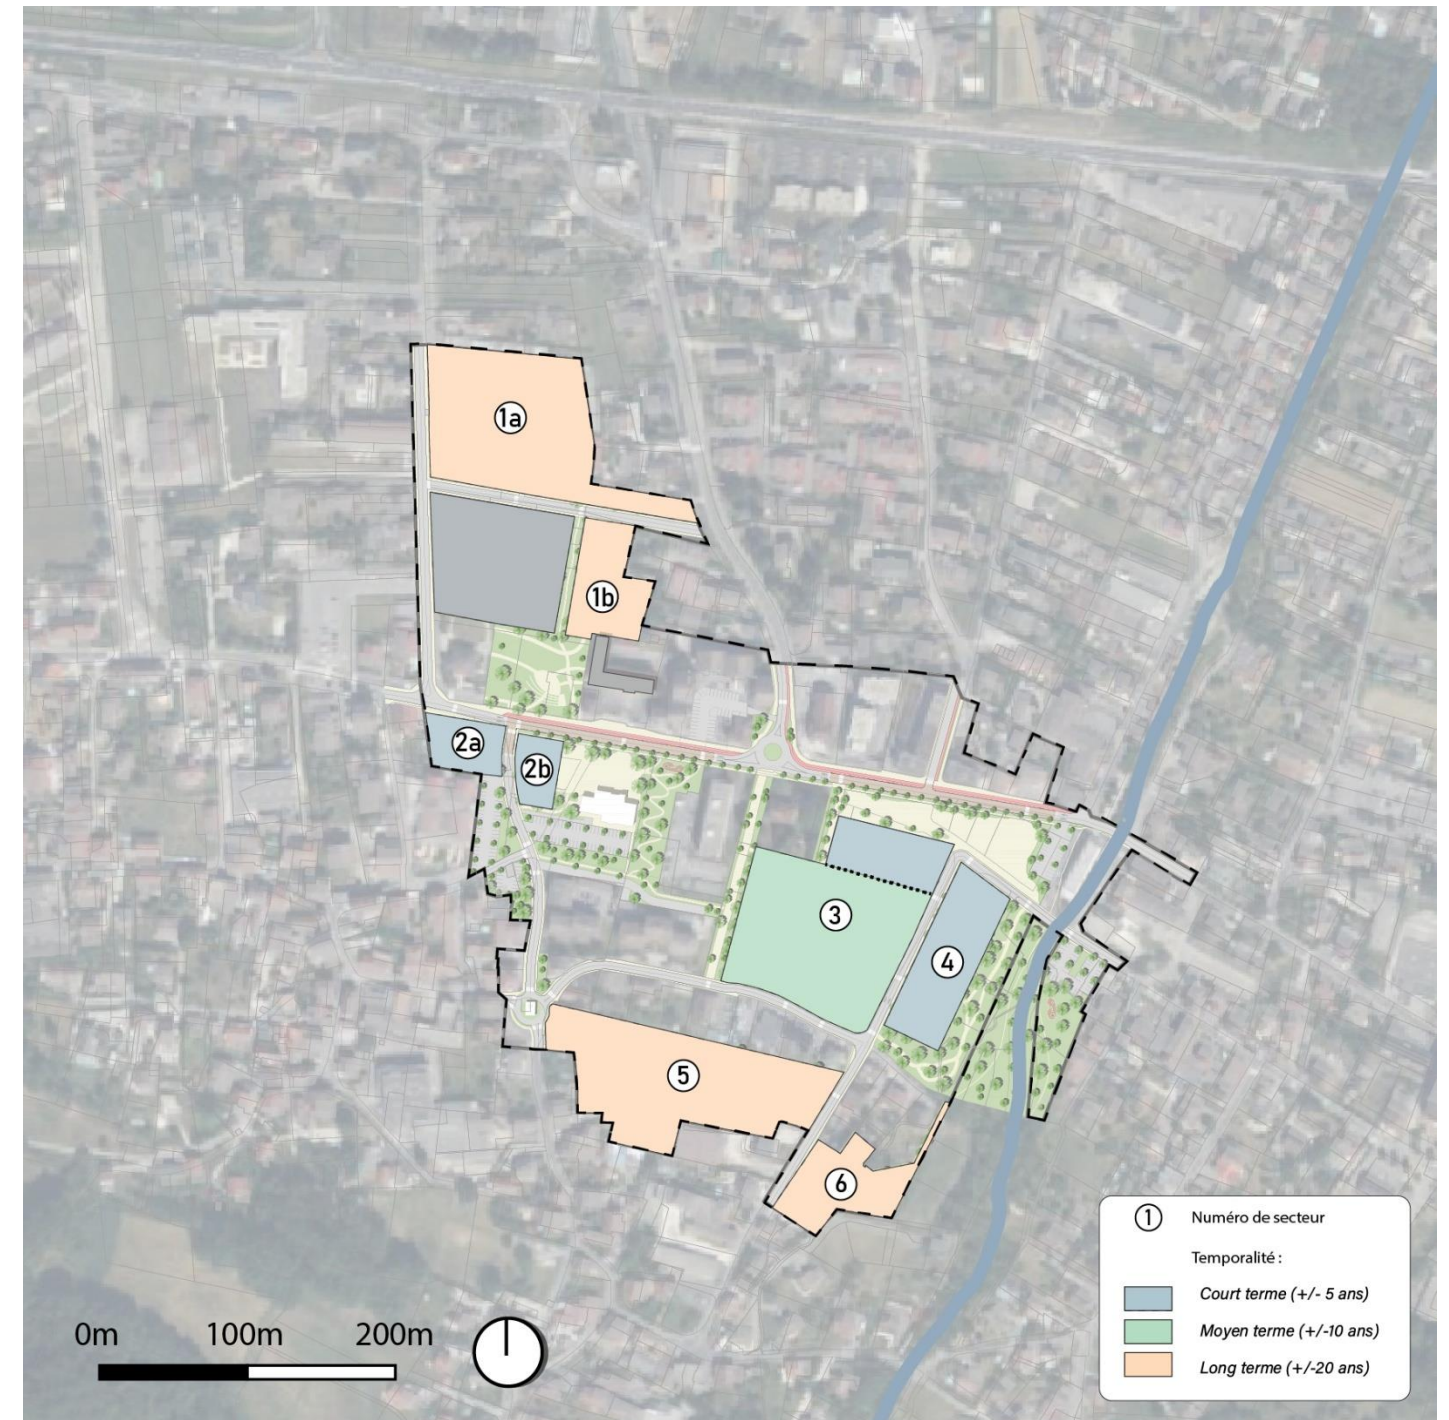 1a
1b
2a
2b
3
4
5
6
1 Numéro de secteur
Temporalité :
Court terme (+/- 5 ans)
Moyen terme (+/-10 ans)
Long terme (+/-20 ans)
0m 100m 200m